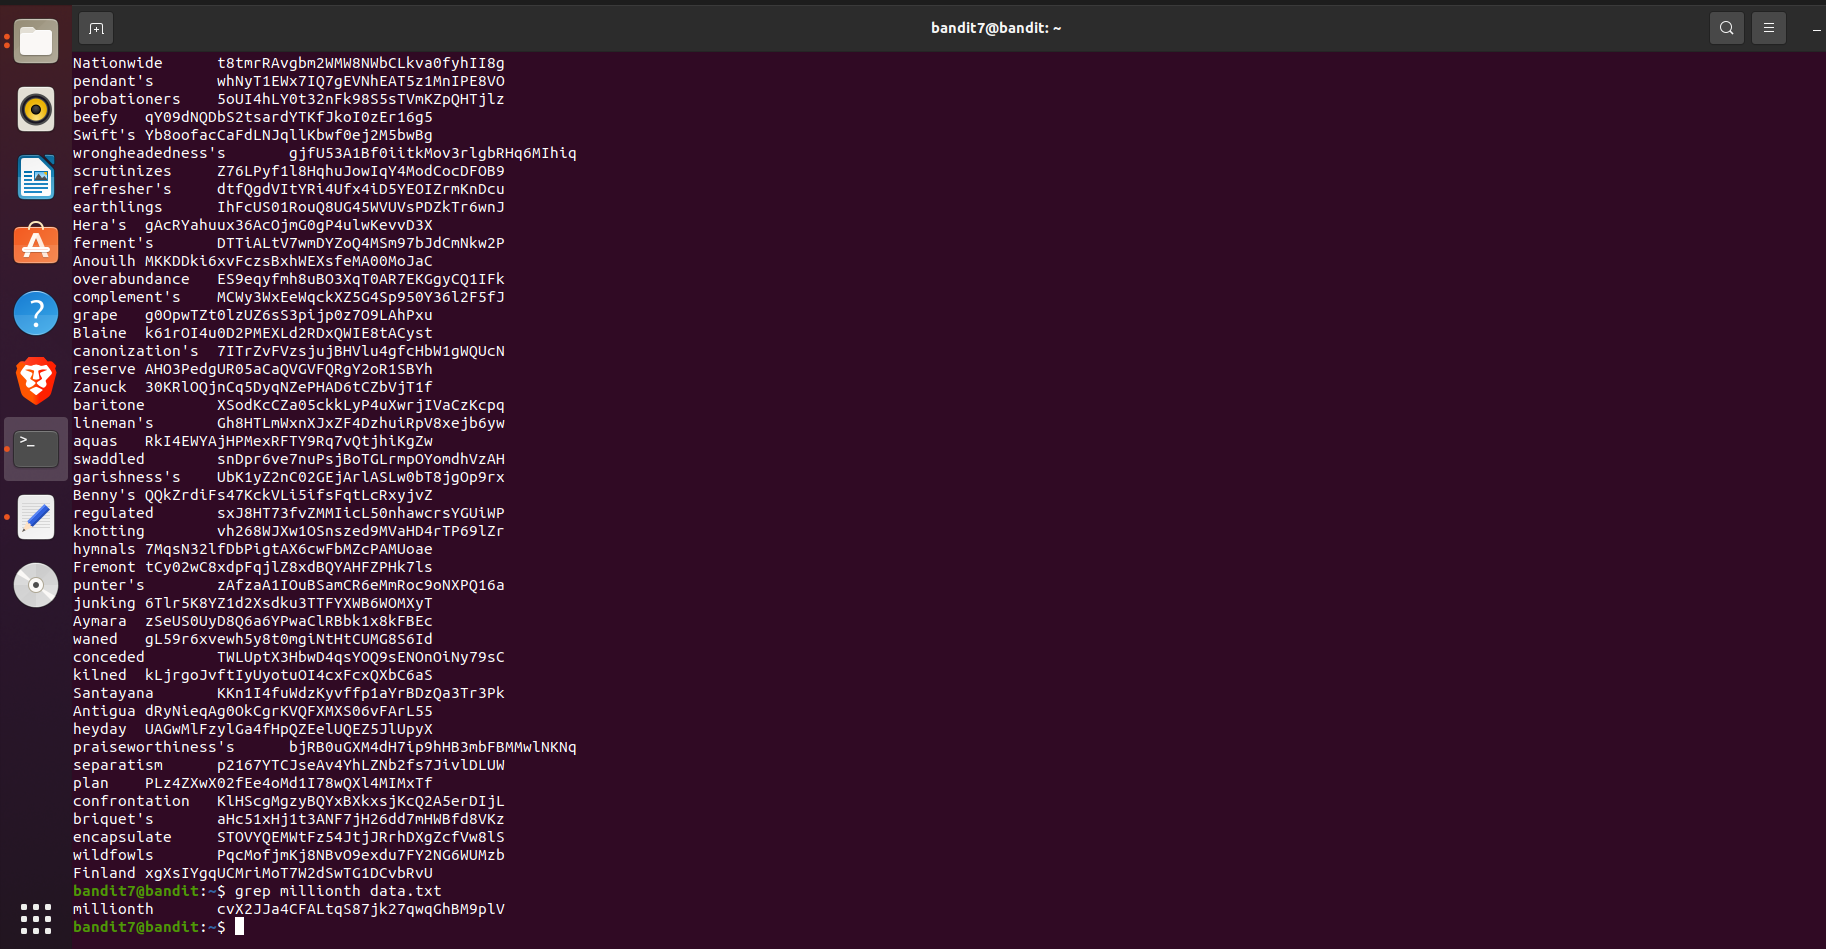 bandit7@bandit: ~
Nationwide t8tmrRAvgbm2WMW8NWbCLkva0fyhII8g
pendant's whNyT1EWx7IQ7gEVNhEAT5z1MnIPE8VO
probationers 5oUI4hLY0t32nFk98S5sTVmKZpQHTjlz
beefy qY09dNQDbS2tsardYTKfJkoI0zEr16g5
Swift's Yb8oofacCaFdLNJqllKbwf0ej2M5bwBg
wrongheadedness's gjfU53A1Bf0iitkMov3rlgbRHq6MIhiq
scrutinizes Z76LPyf1l8HqhuJowIqY4ModCocDFOB9
refresher's dtfQgdVItYRi4Ufx4iD5YEOIZrmKnDcu
earthlings IhFcUS01RouQ8UG45WVUVsPDZkTr6wnJ
Hera's gAcRYahuux36AcOjmG0gP4ulwKevvD3X
ferment's DTTiALtV7wmDYZoQ4MSm97bJdCmNkw2P
Anouilh MKKDDki6xvFczsBxhWEXsfeMA00MoJaC
overabundance ES9eqyfmh8uBO3XqT0AR7EKGgyCQ1IFk
complement's MCWy3WxEeWqckXZ5G4Sp950Y36l2F5fJ
grape g0OpwTZt0lzUZ6sS3pijp0z7O9LAhPxu
Blaine k61rOI4u0D2PMEXLd2RDxQWIE8tACyst
canonization's 7ITrZvFVzsjujBHVlu4gfcHbW1gWQUcN
reserve AHO3PedgUR05aCaQVGVFQRgY2oR1SBYh
Zanuck 30KRlOQjnCq5DyqNZePHAD6tCZbVjT1f
baritone XSodKcCZa05ckkLyP4uXwrjIVaCzKcpq
lineman's Gh8HTLmWxnXJxZF4DzhuiRpV8xejb6yw
aquas RkI4EWYAjHPMexRFTY9Rq7vQtjhiKgZw
swaddled snDpr6ve7nuPsjBoTGLrmpOYomdhVzAH
garishness's UbK1yZ2nC02GEjArlASLw0bT8jgOp9rx
Benny's QQkZrdiFs47KckVLi5ifsFqtLcRxyjvZ
regulated sxJ8HT73fvZMMIicL50nhawcrsYGUiWP
knotting vh268WJXw1OSnszed9MVaHD4rTP69lZr
hymnals 7MqsN32lfDbPigtAX6cwFbMZcPAMUoae
Fremont tCy02wC8xdpFqjlZ8xdBQYAHFZPHk7ls
punter's zAfzaA1IOuBSamCR6eMmRoc9oNXPQ16a
junking 6Tlr5K8YZ1d2Xsdku3TTFYXWB6WOMXyT
Aymara zSeUS0UyD8Q6a6YPwaClRBbk1x8kFBEc
waned gL59r6xvewh5y8t0mgiNtHtCUMG8S6Id
conceded TWLUptX3HbwD4qsYOQ9sENOnOiNy79sC
kilned kLjrgoJvftIyUyotuOI4cxFcxQXbC6aS
Santayana KKn1I4fuWdzKyvffp1aYrBDzQa3Tr3Pk
Antigua dRyNieqAg0OkCgrKVQFXMXS06vFArL55
heyday UAGwMlFzylGa4fHpQZEelUQEZ5JlUpyX
praiseworthiness's bjRB0uGXM4dH7ip9hHB3mbFBMMwlNKNq
separatism p2167YTCJseAv4YhLZNb2fs7JivlDLUW
plan PLz4ZXwX02fEe4oMd1I78wQXl4MIMxTf
confrontation KlHScgMgzyBQYxBXkxsjKcQ2A5erDIjL
briquet's aHc51xHj1t3ANF7jH26dd7mHWBfd8VKz
encapsulate STOVYQEMWtFz54JtjJRrhDXgZcfVw8lS
wildfowls PqcMofjmKj8NBvO9exdu7FY2NG6WUMzb
Finland xgXsIYgqUCMriMoT7W2dSwTG1DCvbRvU
bandit7@bandit:~$ grep millionth data.txt
millionth cvX2JJa4CFALtqS87jk27qwqGhBM9plV
bandit7@bandit:~$